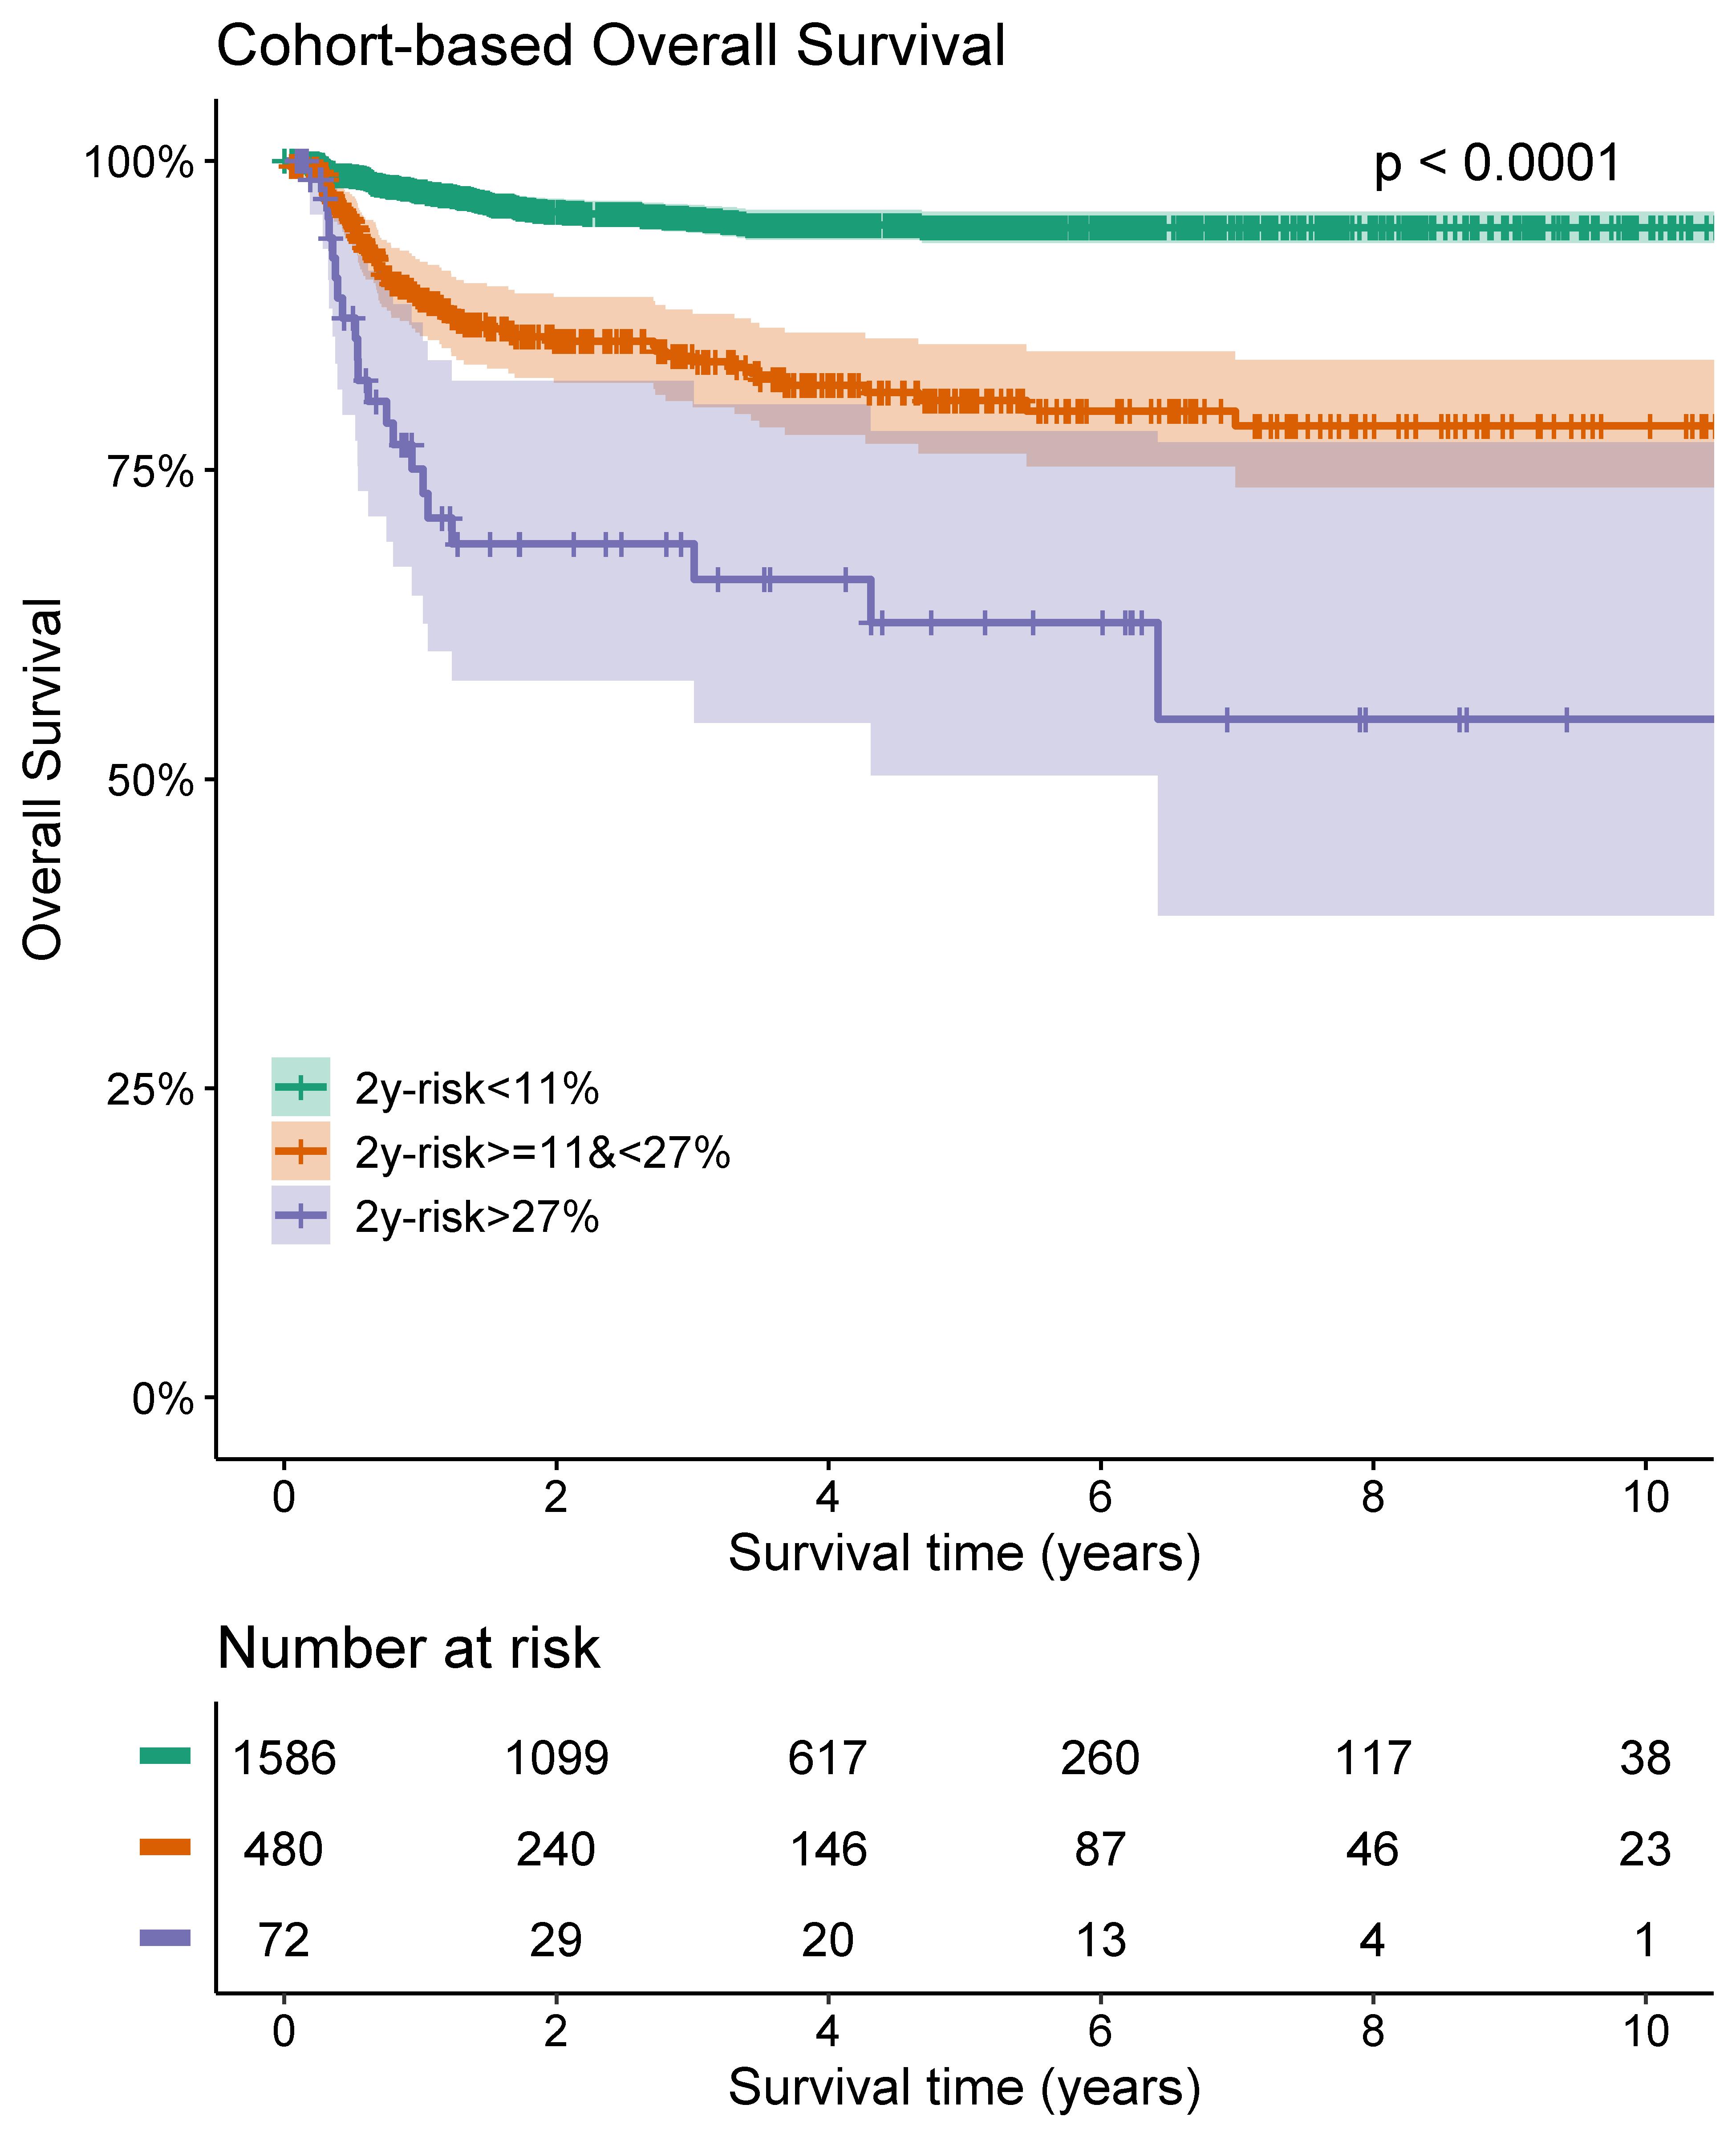 Cohort-based Overall Survival
p < 0.0001
100%
75%
50%
25%
0%
Overall Survival
2y-risk<11%
2y-risk>=11&<27%
2y-risk>27%
0 2 4 6 8 10
Survival time (years)
Number at risk
1586 1099 617 260 117 38
480 240 146 87 46 23
72 29 20 13 4 1
0 2 4 6 8 10
Survival time (years)